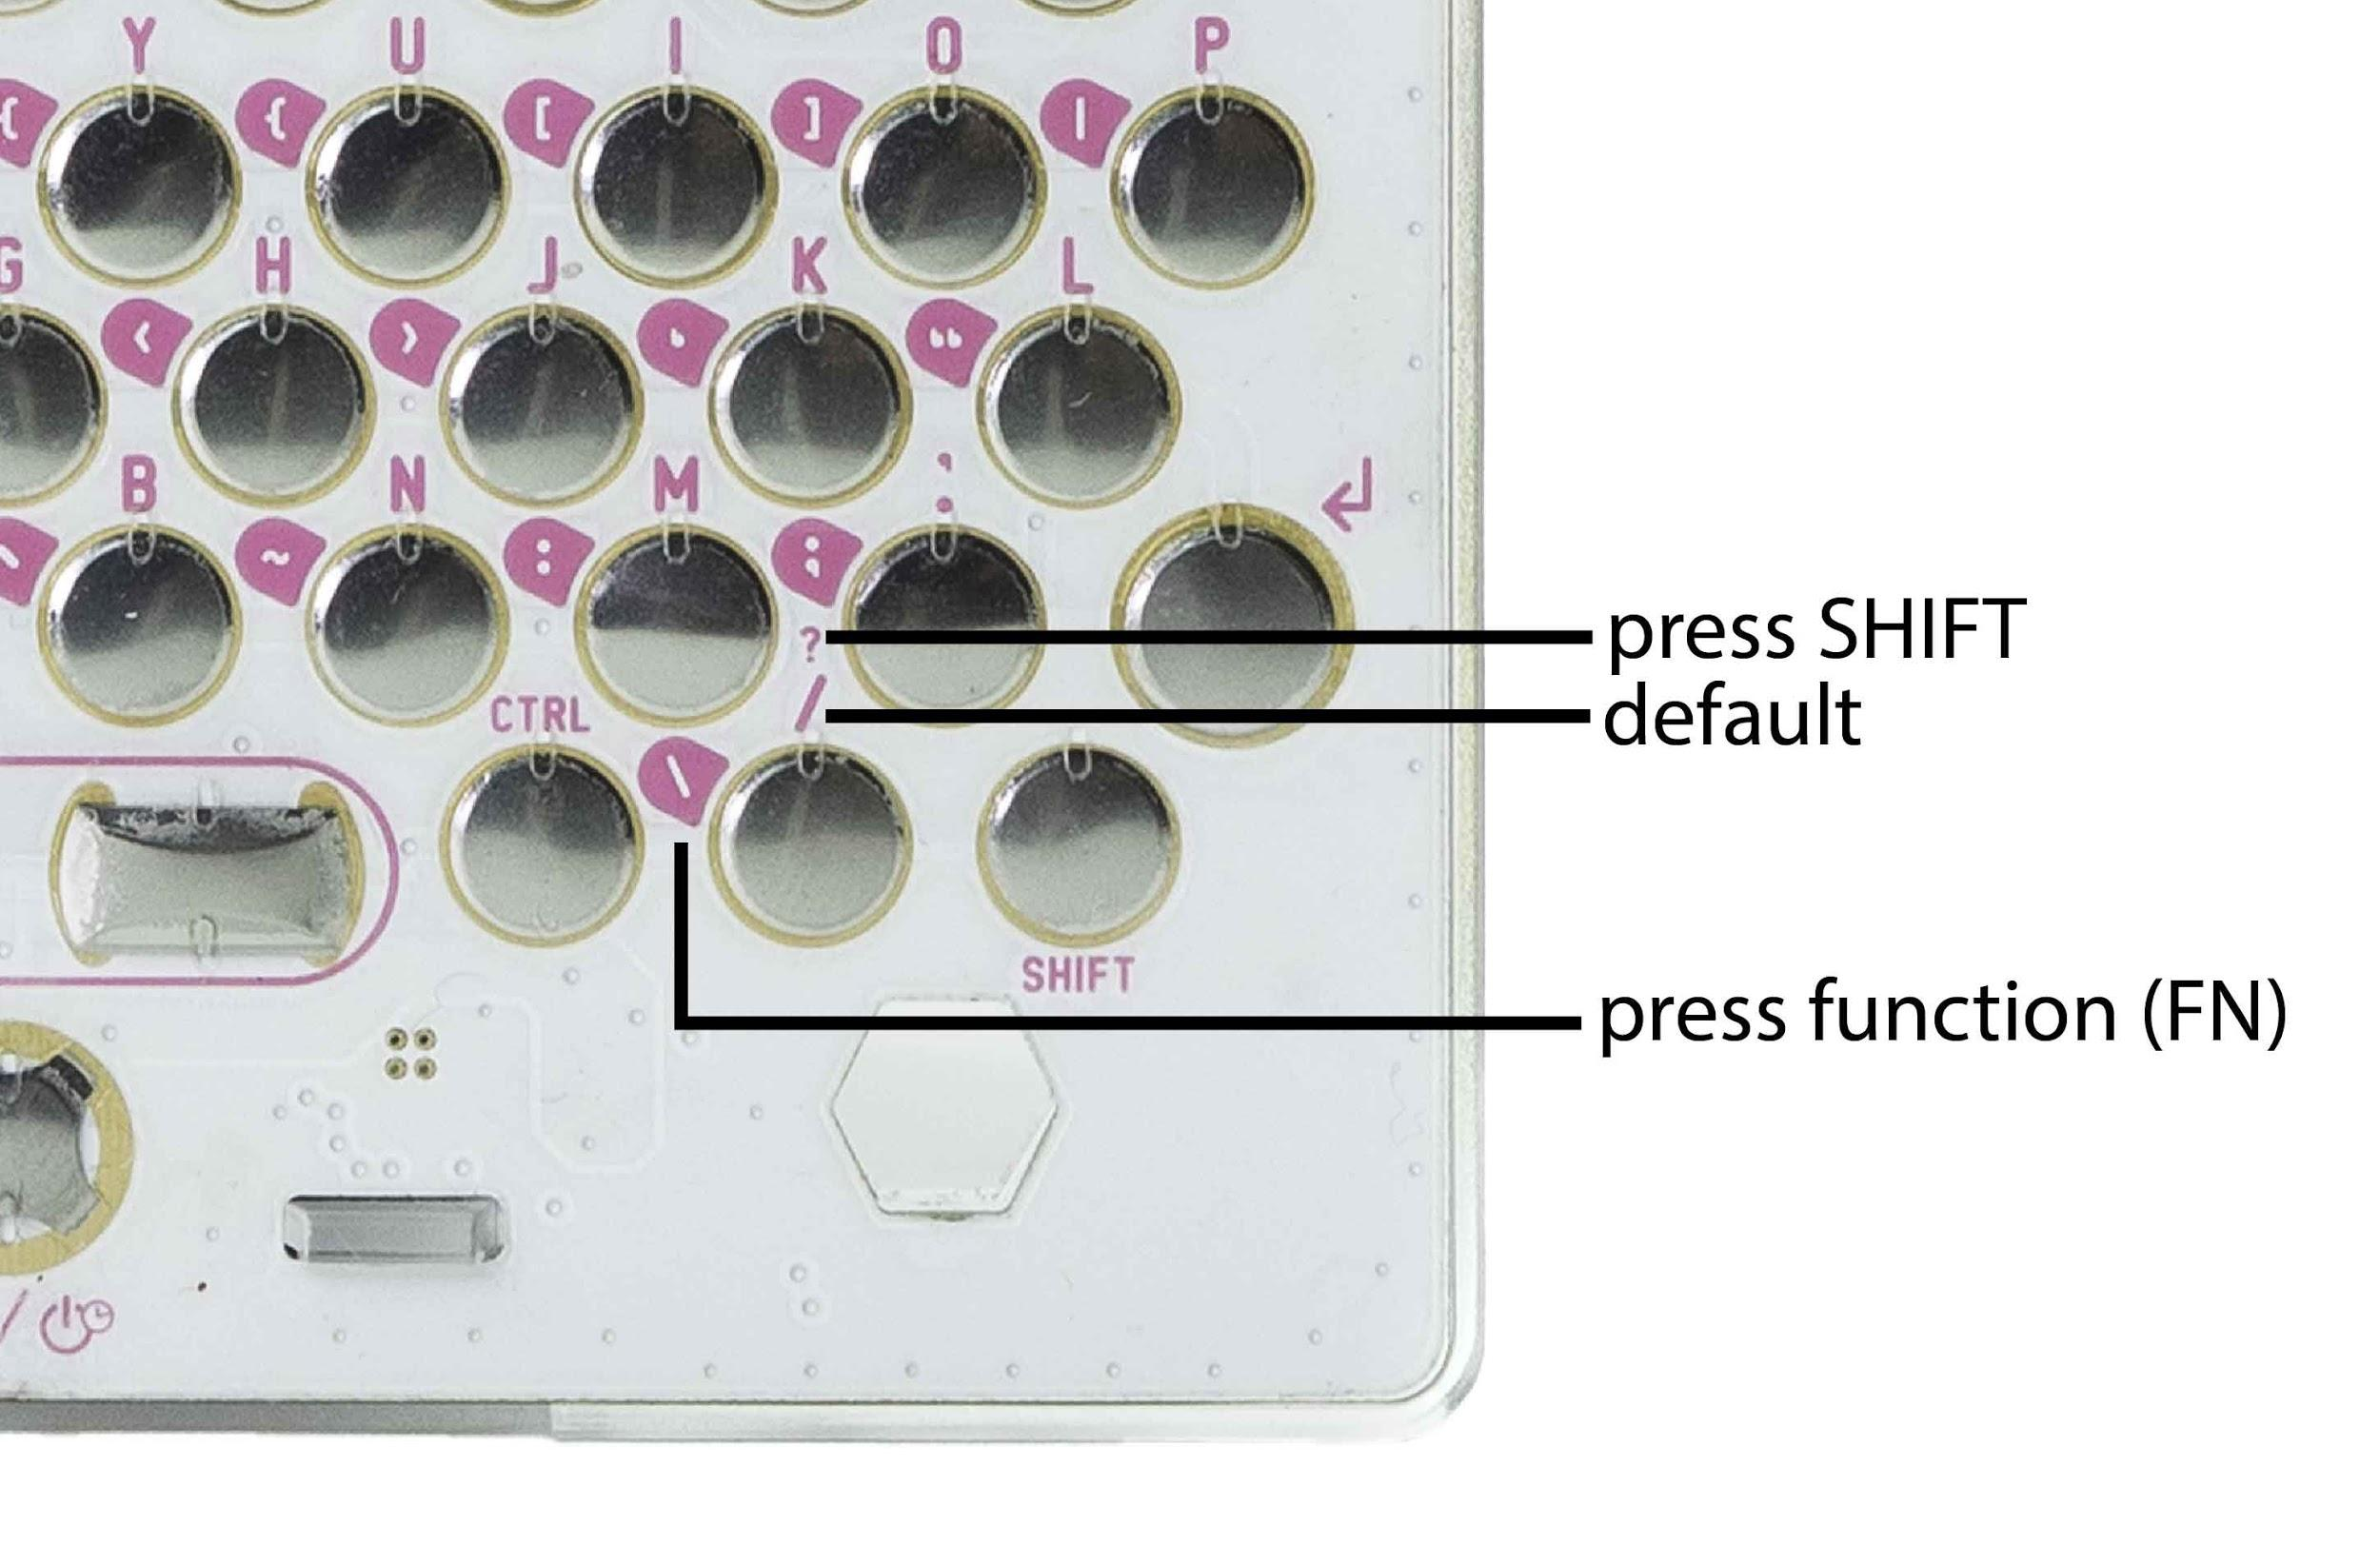 Y U I O P
{ { [ ] |
G H J K L
< > ' "
B N M , .
\ ~ : ;
? press SHIFT
CTRL / default
\
SHIFT
press function (FN)
/